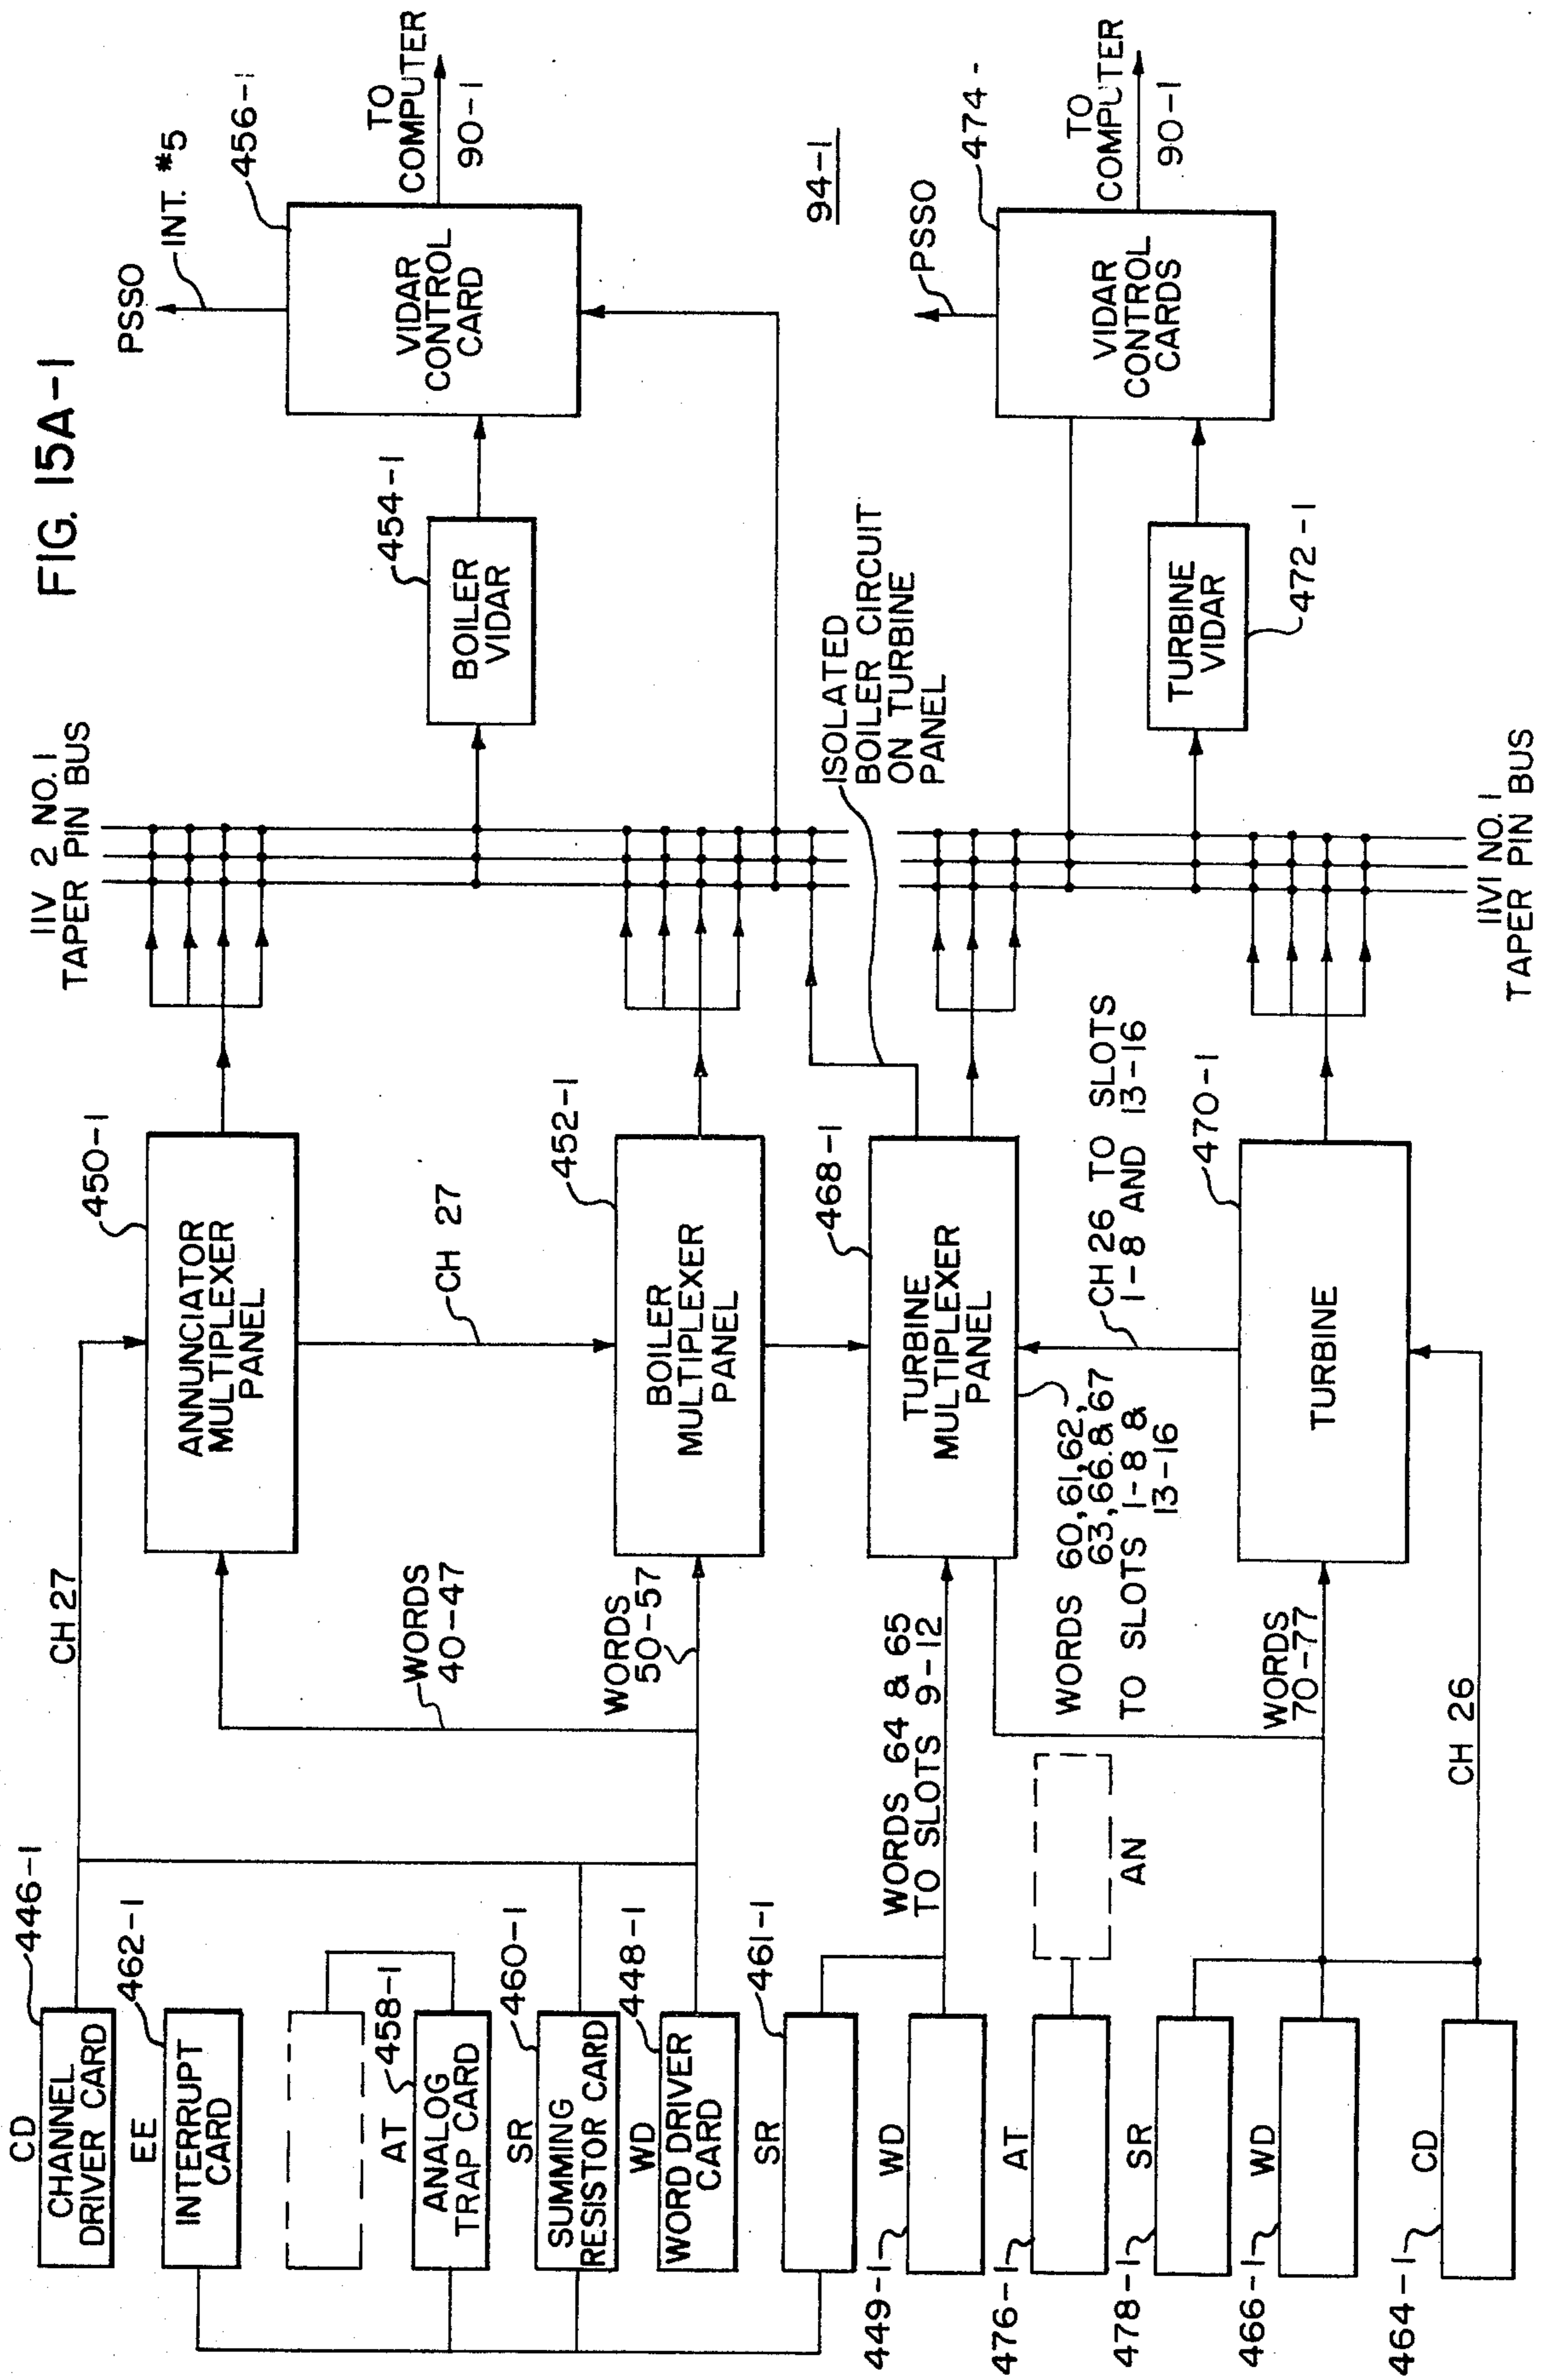 FIG. 15A-1
CD
CHANNEL
DRIVER CARD
446-1
EE
INTERRUPT
CARD
462-1
AT
ANALOG
TRAP CARD
458-1
SR
SUMMING
RESISTOR CARD
460-1
WD
WORD DRIVER
CARD
448-1
SR
461-1
WD
449-1
AT
476-1
AN
SR
478-1
WD
466-1
CD
464-1
CH 27
WORDS
40-47
WORDS
50-57
WORDS 64 & 65
TO SLOTS 9-12
WORDS 60,61,62,
63,66.&67
TO SLOTS 1-8 &
13-16
WORDS
70-77
CH 26
450-1
ANNUNCIATOR
MULTIPLEXER
PANEL
CH 27
452-1
BOILER
MULTIPLEXER
PANEL
468-1
TURBINE
MULTIPLEXER
PANEL
CH 26 TO SLOTS
1-8 AND 13-16
470-1
TURBINE
11V 2 NO. 1
TAPER PIN BUS
ISOLATED
BOILER CIRCUIT
ON TURBINE
PANEL
11V1 NO. 1
TAPER PIN BUS
454-1
BOILER
VIDAR
TURBINE
VIDAR
472-1
PSSO
INT. #5
456-1
VIDAR
CONTROL
CARD
TO
COMPUTER
90-1
94-1
PSSO
474-
VIDAR
CONTROL
CARDS
TO
COMPUTER
90-1